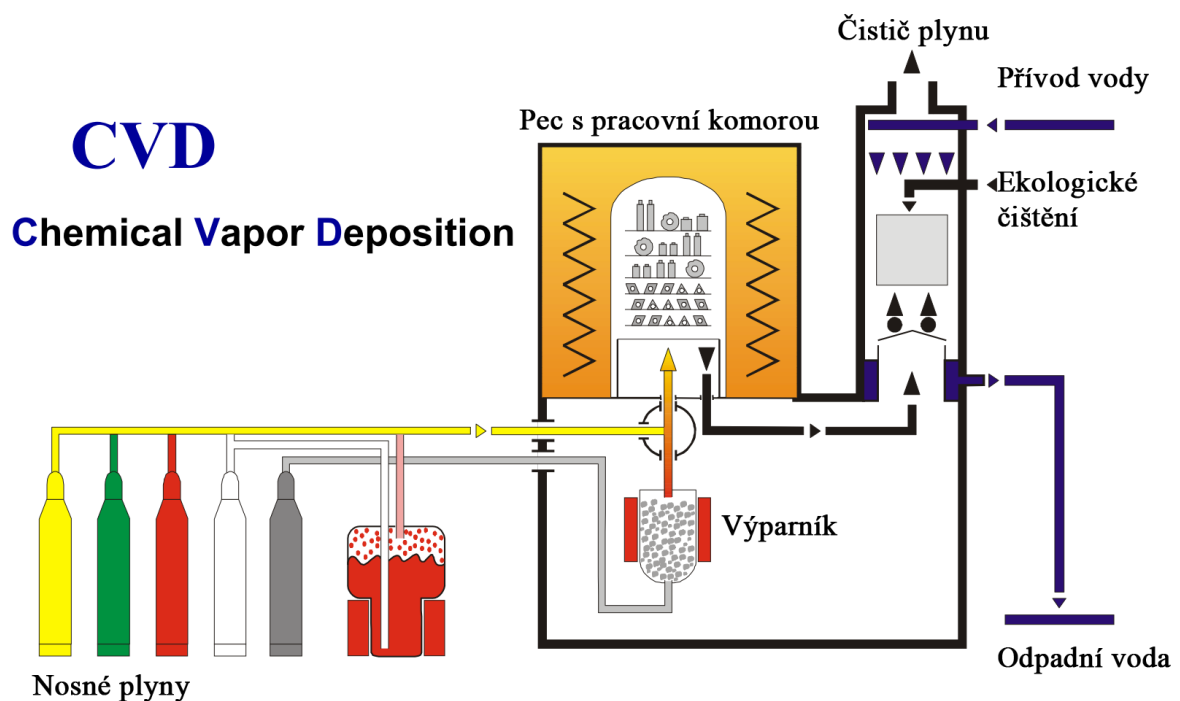 CVD
Chemical Vapor Deposition
Čistič plynu
Přívod vody
Pec s pracovní komorou
Ekologické
čištění
Výparník
Odpadní voda
Nosné plyny